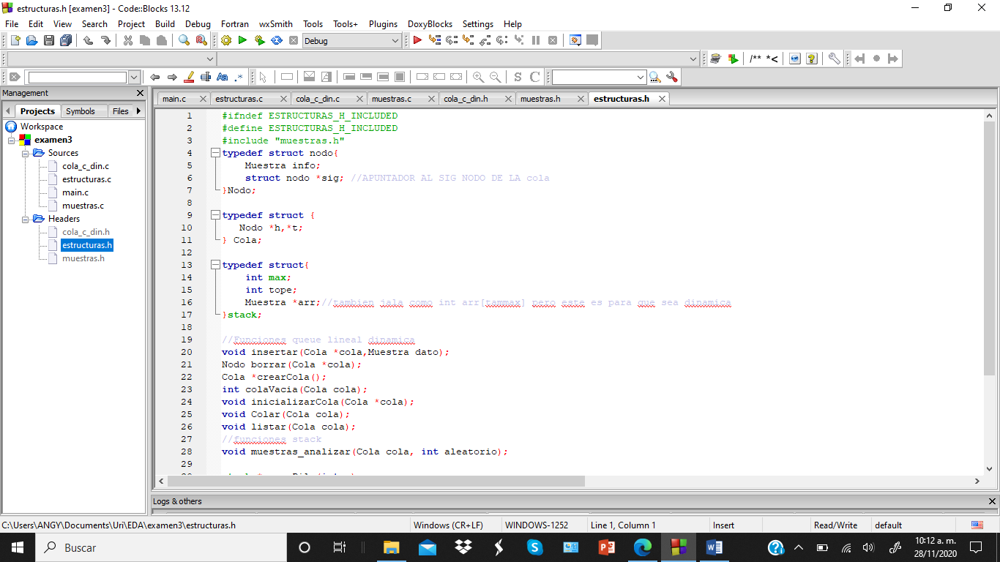 estructuras.h [examen3] - Code::Blocks 13.12
File Edit View Search Project Build Debug Fortran wxSmith Tools Tools+ Plugins DoxyBlocks Settings Help
Debug
/** *<
Aa .*
S C
Management
Projects Symbols Files
main.c estructuras.c cola_c_din.c muestras.c cola_c_din.h muestras.h estructuras.h
Workspace
examen3
Sources
cola_c_din.c
estructuras.c
main.c
muestras.c
Headers
cola_c_din.h
estructuras.h
muestras.h
1 #ifndef ESTRUCTURAS_H_INCLUDED
2 #define ESTRUCTURAS_H_INCLUDED
3 #include "muestras.h"
4 typedef struct nodo{
5 Muestra info;
6 struct nodo *sig; //APUNTADOR AL SIG NODO DE LA cola
7 }Nodo;
8
9 typedef struct {
10 Nodo *h,*t;
11 } Cola;
12
13 typedef struct{
14 int max;
15 int tope;
16 Muestra *arr;//tambien jala como int arr[tammax] pero este es para que sea dinamica
17 }stack;
18
19 //Funciones queue lineal dinamica
20 void insertar(Cola *cola,Muestra dato);
21 Nodo borrar(Cola *cola);
22 Cola *crearCola();
23 int colaVacia(Cola cola);
24 void inicializarCola(Cola *cola);
25 void Colar(Cola cola);
26 void listar(Cola cola);
27 //funciones stack
28 void muestras_analizar(Cola cola, int aleatorio);
29
Logs & others
C:\Users\ANGY\Documents\Uri\EDA\examen3\estructuras.h Windows (CR+LF) WINDOWS-1252 Line 1, Column 1 Insert Read/Write default
Buscar
10:12 a. m.
28/11/2020